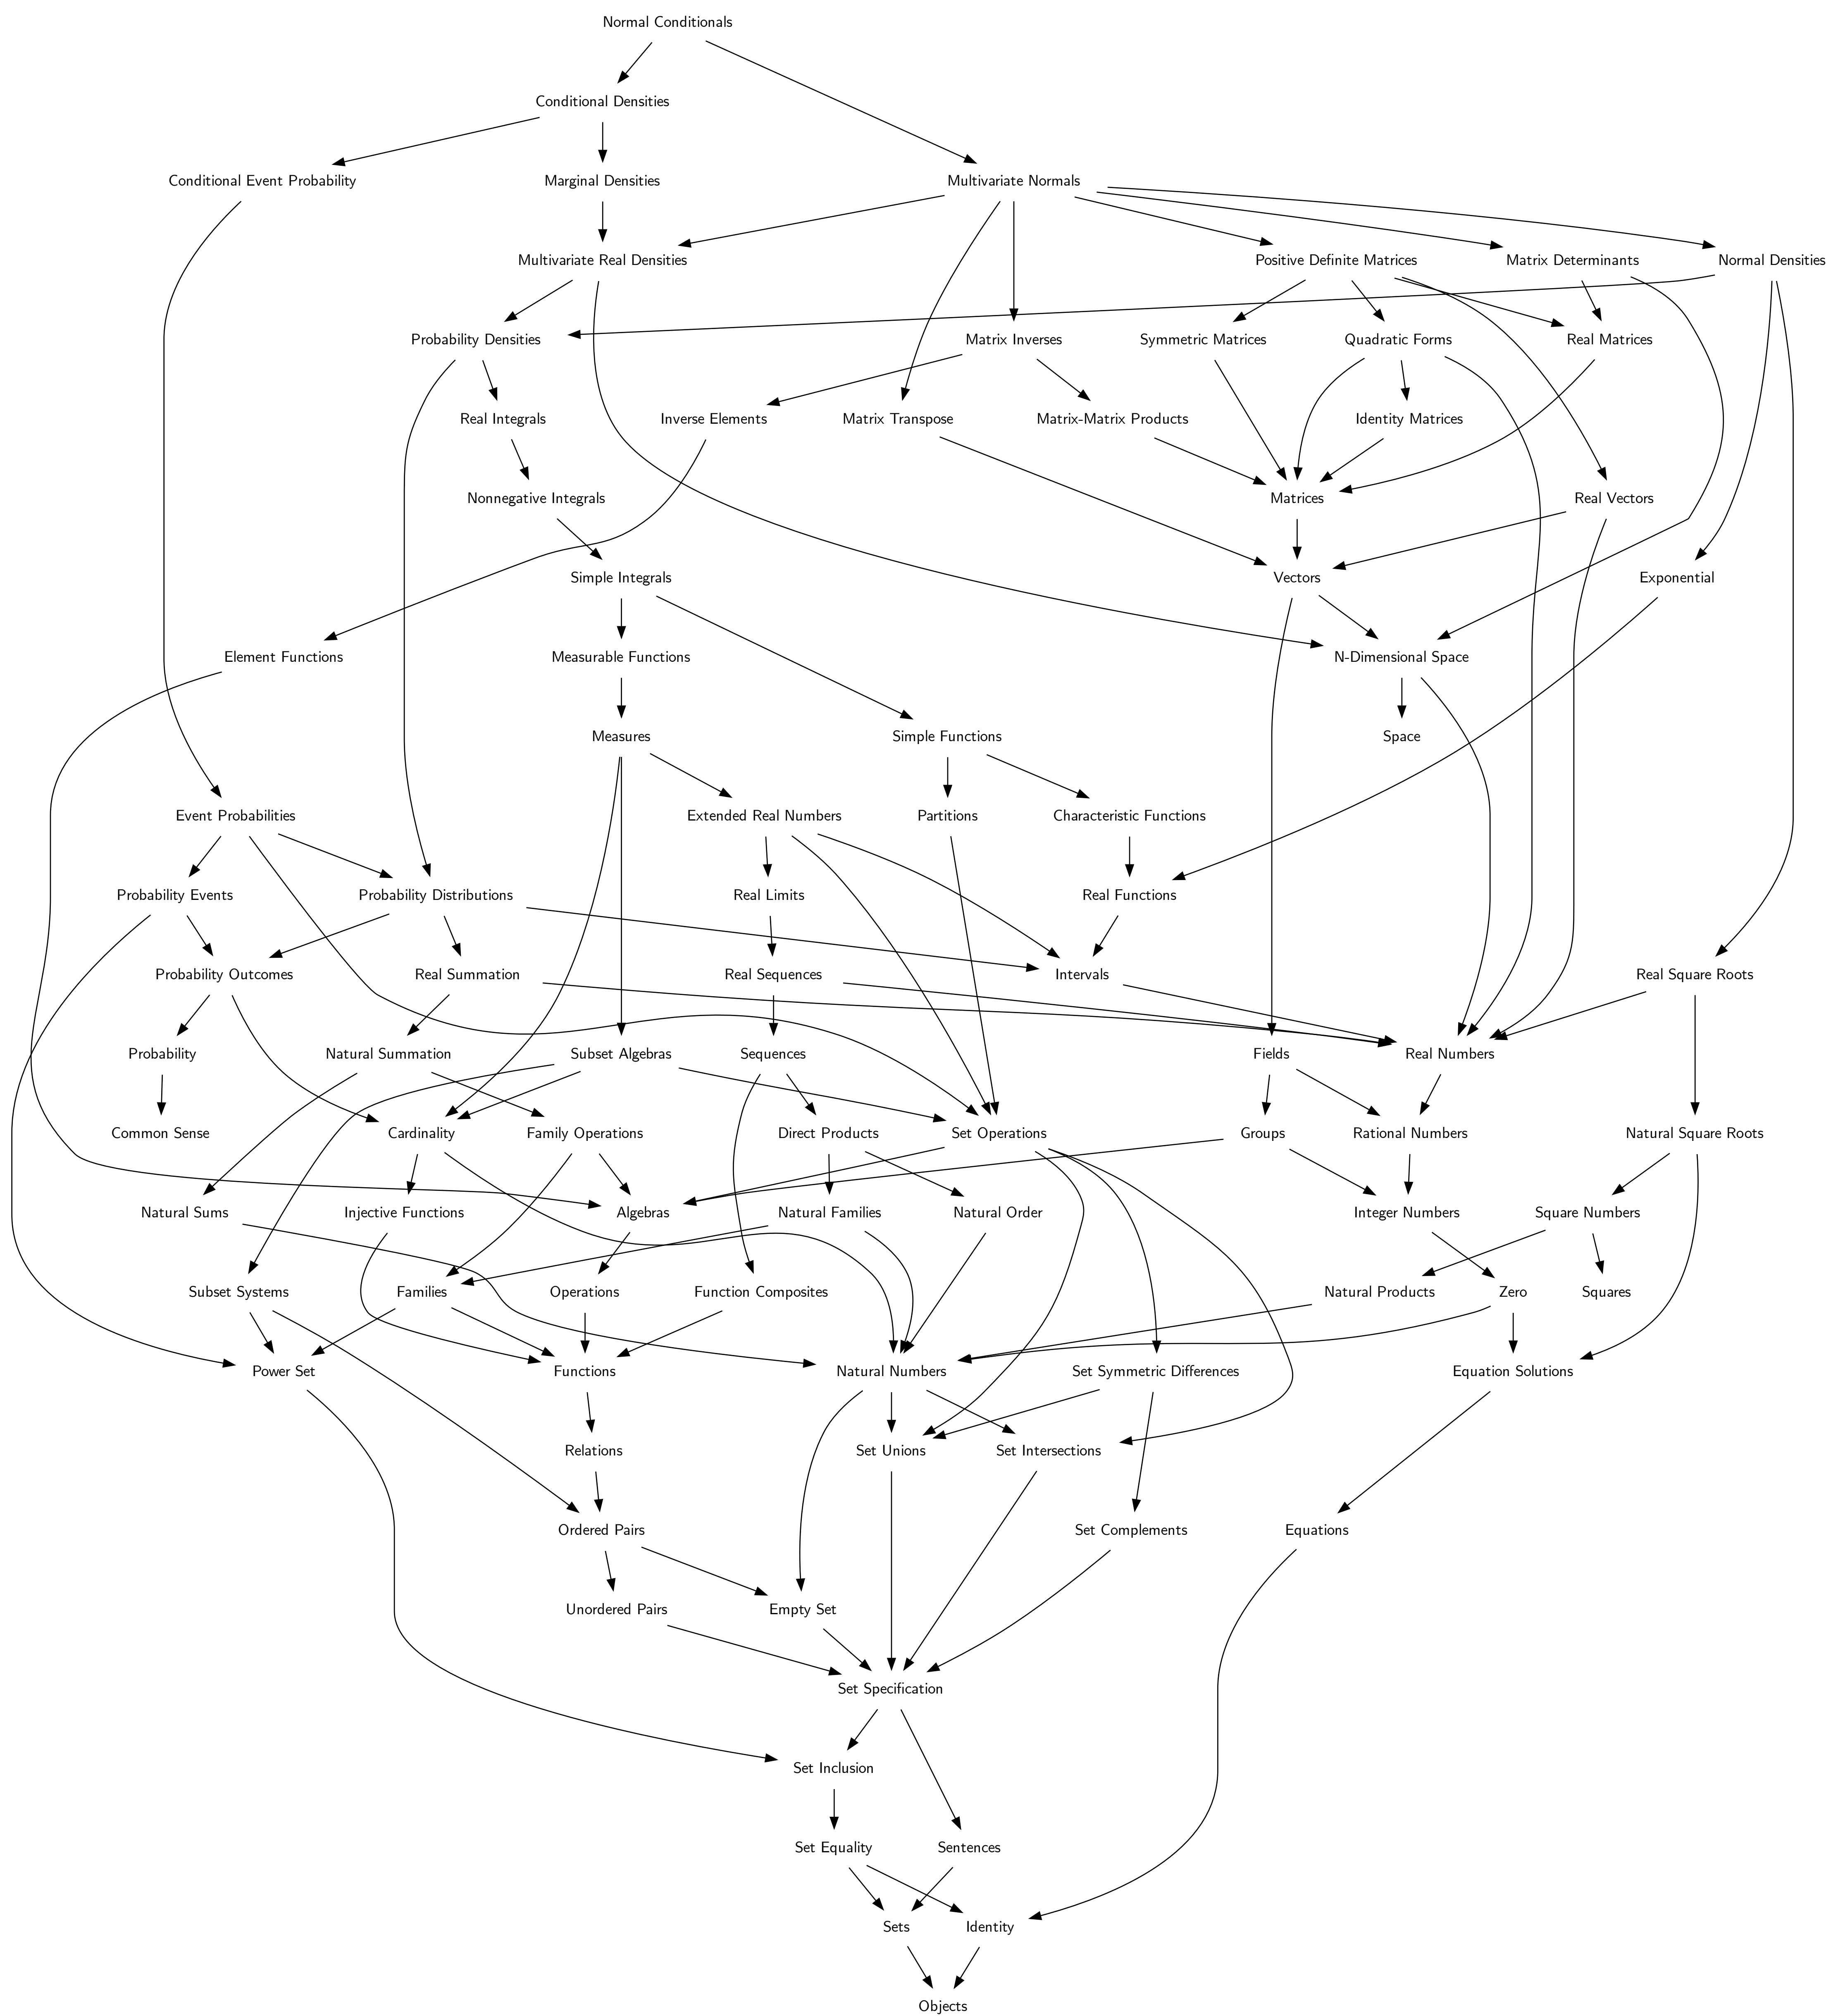 Normal Conditionals
Conditional Densities
Conditional Event Probability
Marginal Densities
Multivariate Normals
Multivariate Real Densities
Positive Definite Matrices
Matrix Determinants
Normal Densities
Probability Densities
Matrix Inverses
Symmetric Matrices
Quadratic Forms
Real Matrices
Real Integrals
Inverse Elements
Matrix Transpose
Matrix-Matrix Products
Identity Matrices
Nonnegative Integrals
Matrices
Real Vectors
Simple Integrals
Vectors
Exponential
Element Functions
Measurable Functions
N-Dimensional Space
Measures
Simple Functions
Space
Event Probabilities
Extended Real Numbers
Partitions
Characteristic Functions
Probability Events
Probability Distributions
Real Limits
Real Functions
Probability Outcomes
Real Summation
Real Sequences
Intervals
Real Square Roots
Probability
Natural Summation
Subset Algebras
Sequences
Fields
Real Numbers
Common Sense
Cardinality
Family Operations
Direct Products
Set Operations
Groups
Rational Numbers
Natural Square Roots
Natural Sums
Injective Functions
Algebras
Natural Families
Natural Order
Integer Numbers
Square Numbers
Subset Systems
Families
Operations
Function Composites
Natural Products
Zero
Squares
Power Set
Functions
Natural Numbers
Set Symmetric Differences
Equation Solutions
Relations
Set Unions
Set Intersections
Ordered Pairs
Set Complements
Equations
Unordered Pairs
Empty Set
Set Specification
Set Inclusion
Set Equality
Sentences
Sets
Identity
Objects